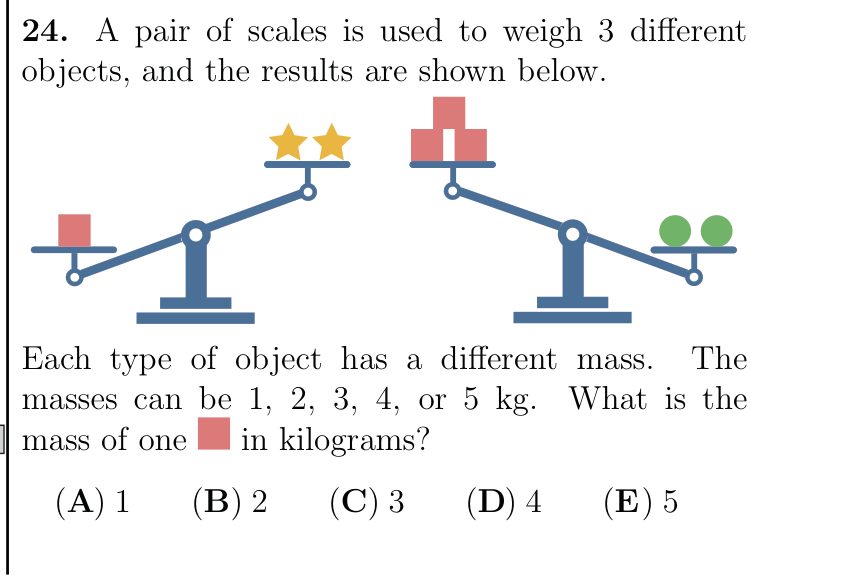 24. A pair of scales is used to weigh 3 different
objects, and the results are shown below.
Each type of object has a different mass. The
masses can be 1, 2, 3, 4, or 5 kg. What is the
mass of one in kilograms?
(A) 1 (B) 2 (C) 3 (D) 4 (E) 5